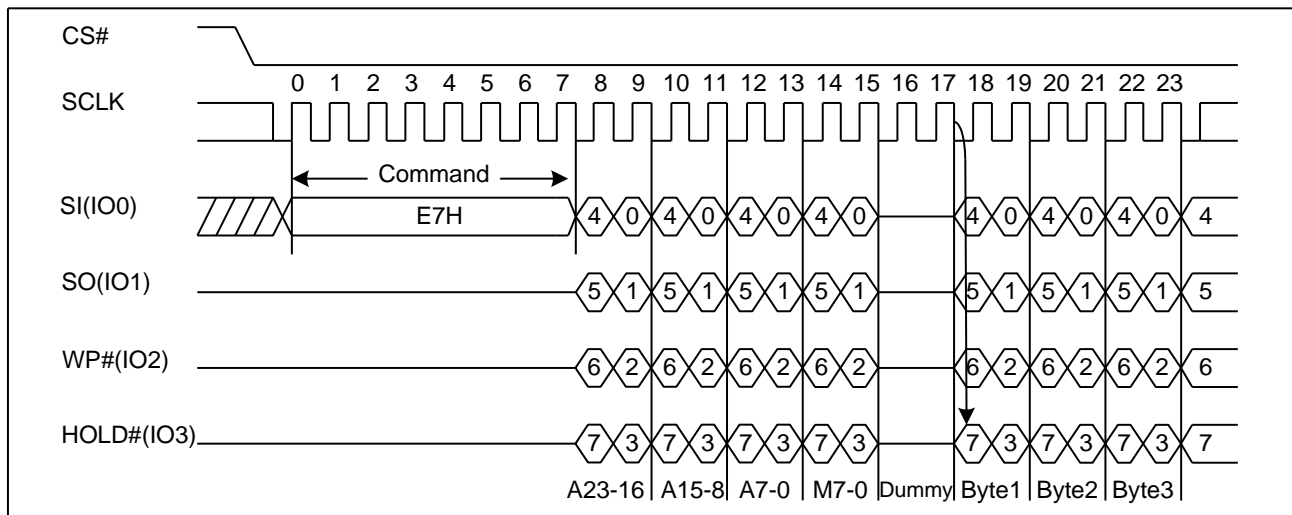 CS#
0 1 2 3 4 5 6 7 8 9 10 11 12 13 14 15 16 17 18 19 20 21 22 23
SCLK
Command
SI(IO0) E7H 4 0 4 0 4 0 4 0 4 0 4 0 4 0 4
SO(IO1) 5 1 5 1 5 1 5 1 5 1 5 1 5 1 5
WP#(IO2) 6 2 6 2 6 2 6 2 6 2 6 2 6 2 6
HOLD#(IO3) 7 3 7 3 7 3 7 3 7 3 7 3 7 3 7
A23-16 A15-8 A7-0 M7-0 Dummy Byte1 Byte2 Byte3